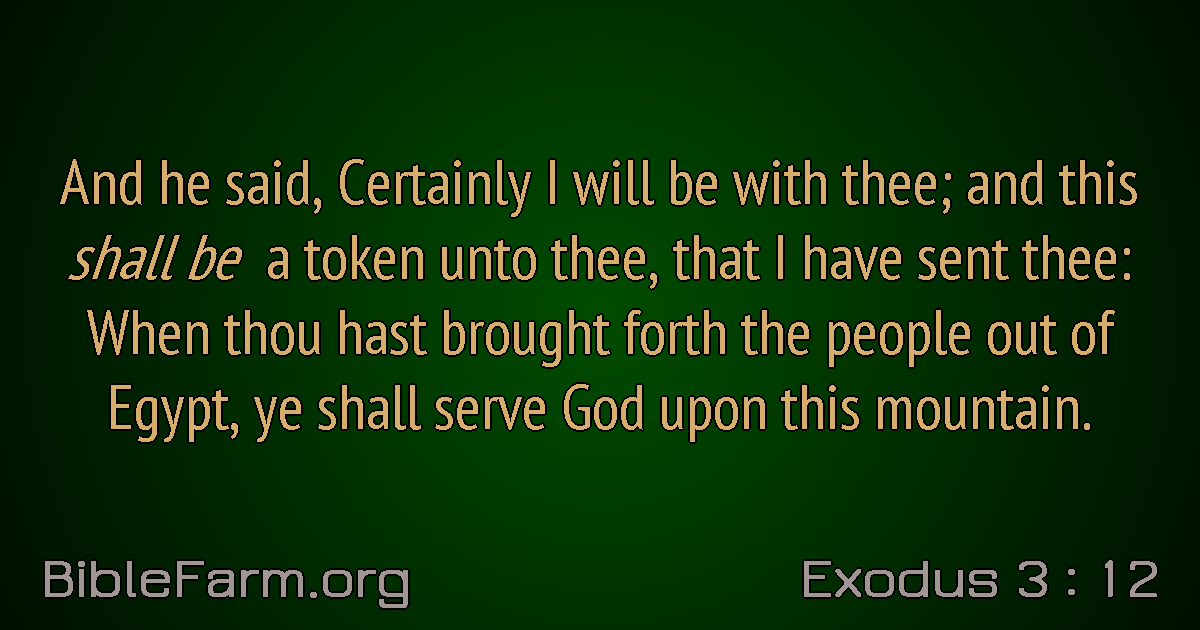 And he said, Certainly I will be with thee; and this
shall be a token unto thee, that I have sent thee:
When thou hast brought forth the people out of
Egypt, ye shall serve God upon this mountain.
BibleFarm.org
Exodus 3 : 12